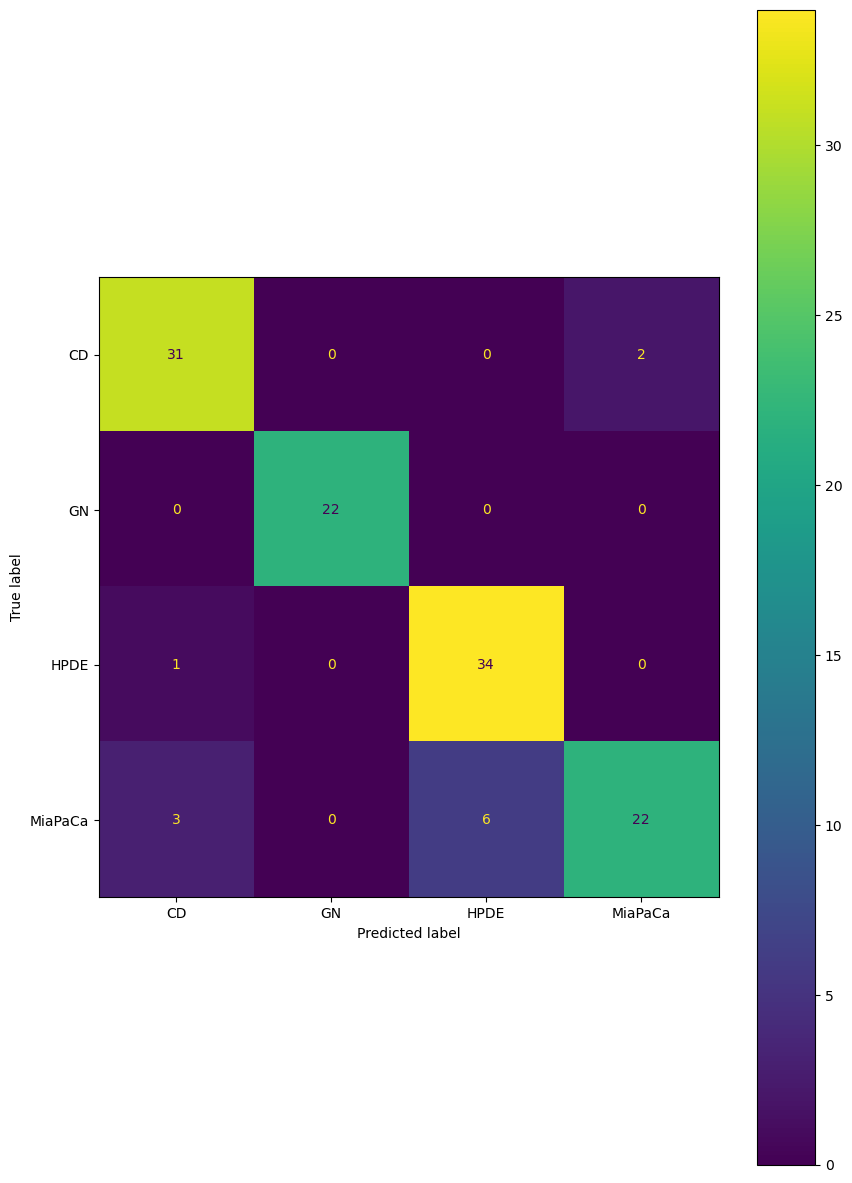 30
25
20
15
10
5
0
True label
CD
31 0 0 2
GN
0 22 0 0
HPDE
1 0 34 0
MiaPaCa
3 0 6 22
CD GN HPDE MiaPaCa
Predicted label